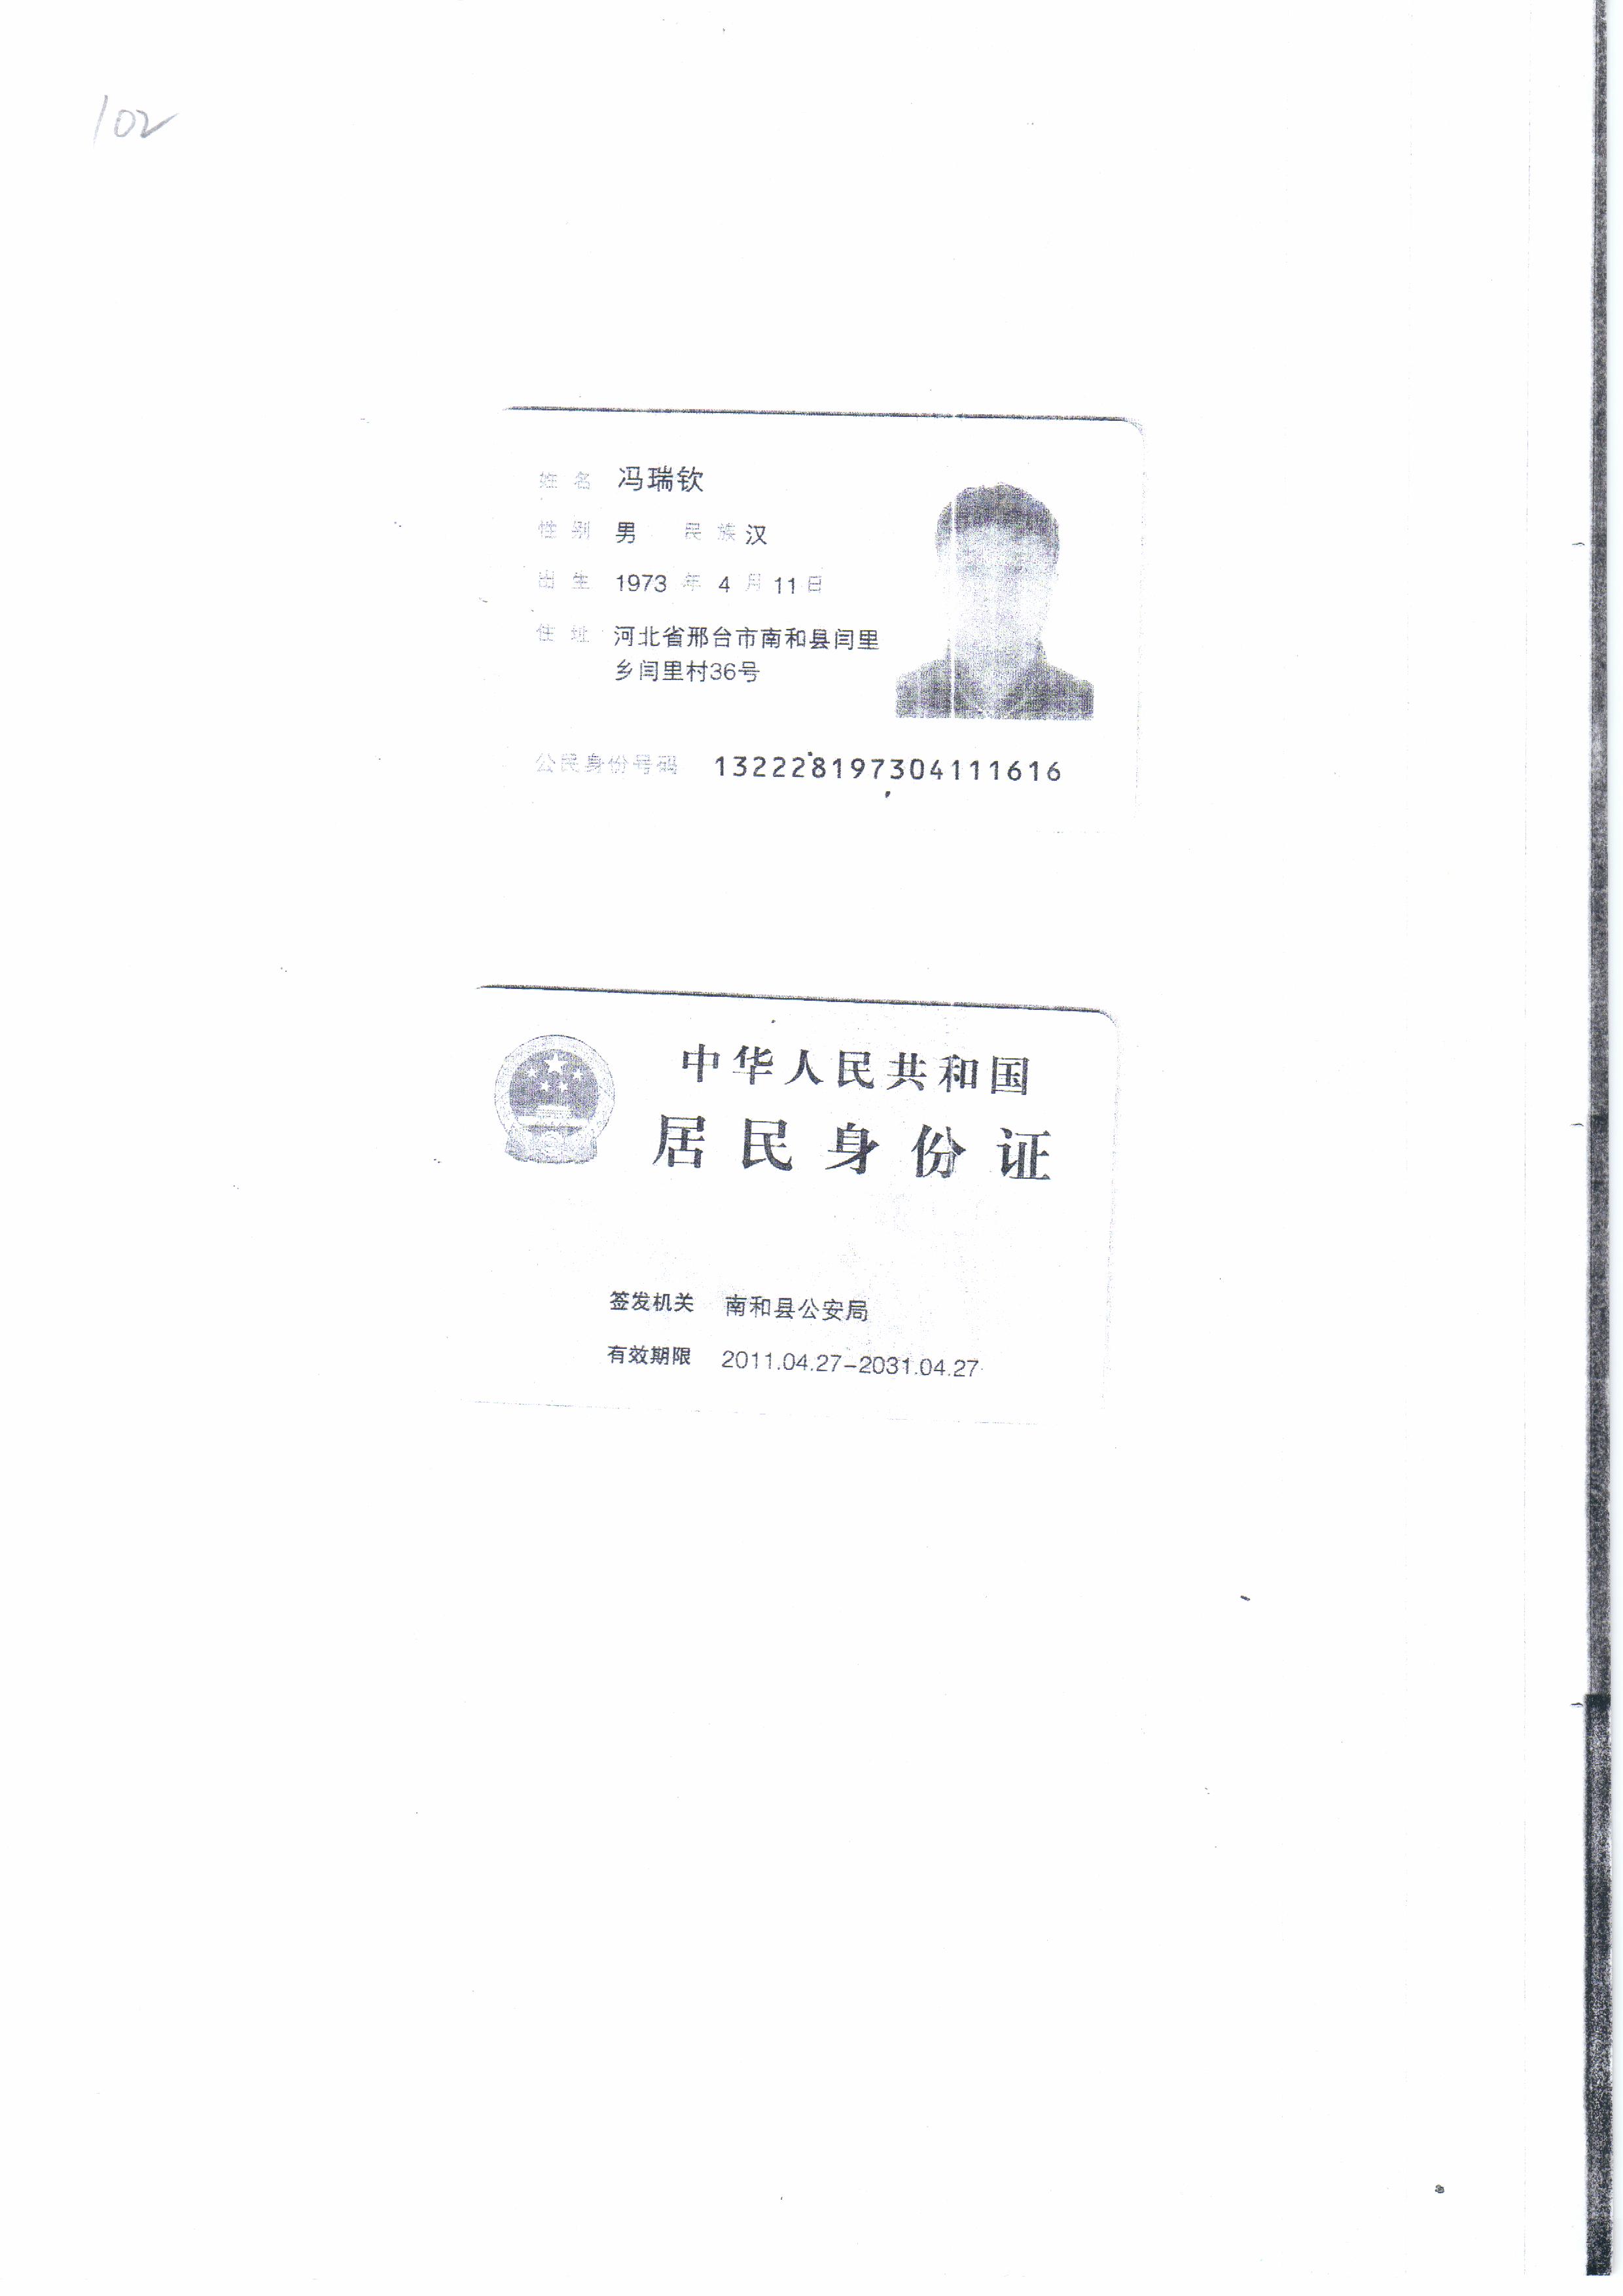 102
姓名 冯瑞钦
性别 男 民族 汉
出生 1973 年 4 月 11 日
住址 河北省邢台市南和县闫里
乡闫里村36号
公民身份号码 132228197304111616
中华人民共和国
居民身份证
签发机关 南和县公安局
有效期限 2011.04.27-2031.04.27